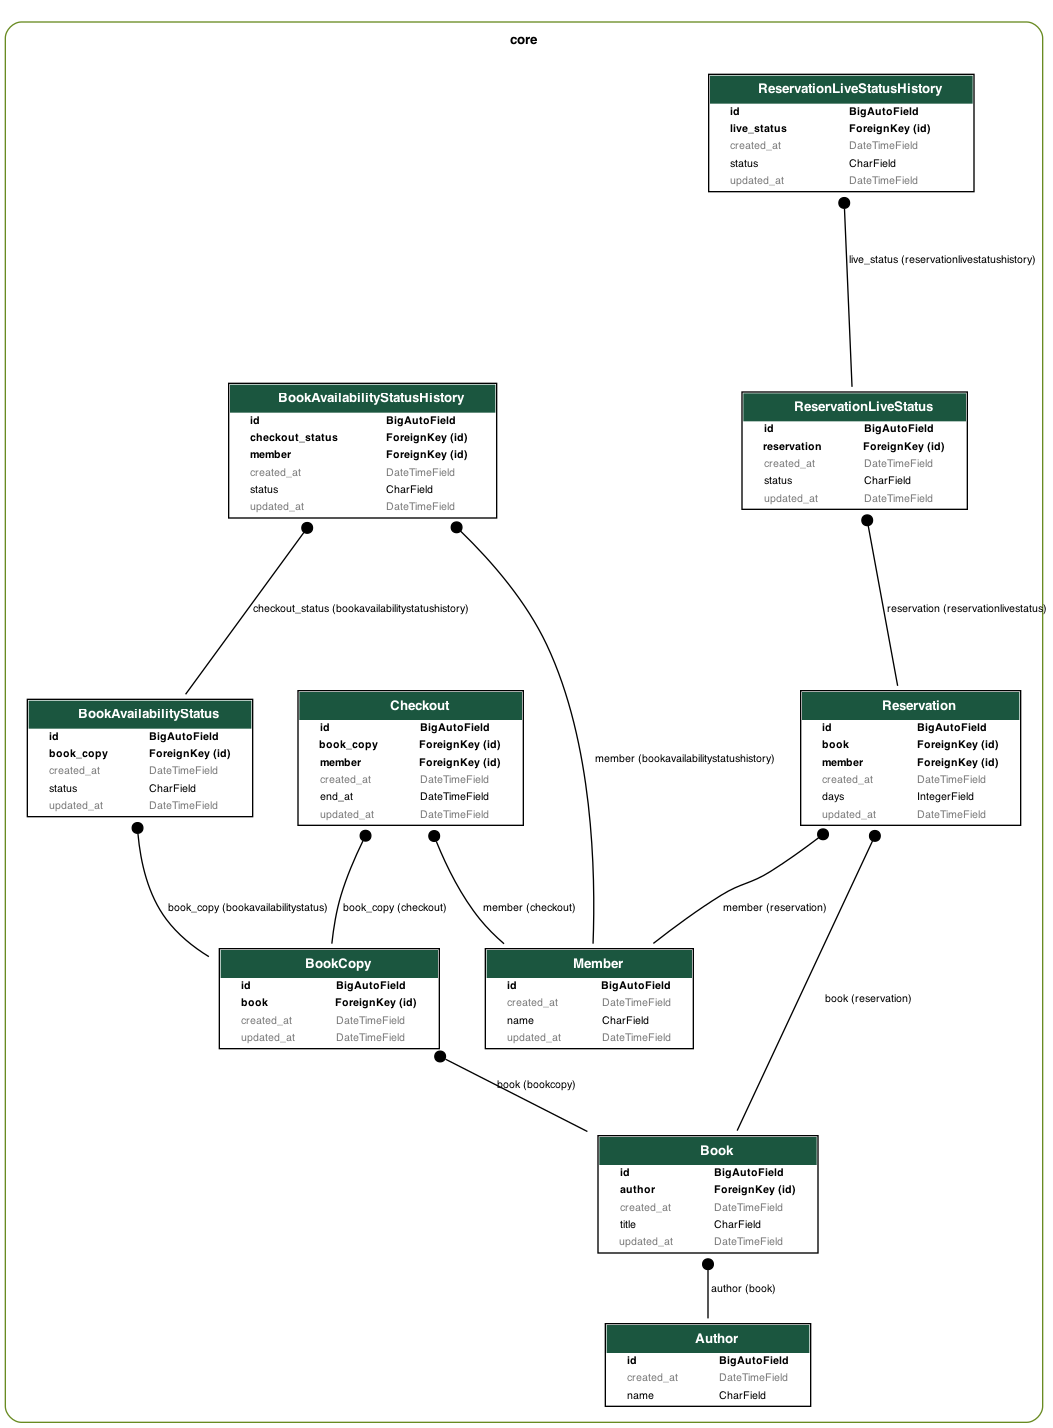 core
ReservationLiveStatusHistory
id BigAutoField
live_status ForeignKey (id)
created_at DateTimeField
status CharField
updated_at DateTimeField
live_status (reservationlivestatushistory)
BookAvailabilityStatusHistory
id BigAutoField
checkout_status ForeignKey (id)
member ForeignKey (id)
created_at DateTimeField
status CharField
updated_at DateTimeField
ReservationLiveStatus
id BigAutoField
reservation ForeignKey (id)
created_at DateTimeField
status CharField
updated_at DateTimeField
checkout_status (bookavailabilitystatushistory)
reservation (reservationlivestatus)
BookAvailabilityStatus
id BigAutoField
book_copy ForeignKey (id)
created_at DateTimeField
status CharField
updated_at DateTimeField
Checkout
id BigAutoField
book_copy ForeignKey (id)
member ForeignKey (id)
created_at DateTimeField
end_at DateTimeField
updated_at DateTimeField
member (bookavailabilitystatushistory)
Reservation
id BigAutoField
book ForeignKey (id)
member ForeignKey (id)
created_at DateTimeField
days IntegerField
updated_at DateTimeField
book_copy (bookavailabilitystatus)
book_copy (checkout)
member (checkout)
member (reservation)
BookCopy
id BigAutoField
book ForeignKey (id)
created_at DateTimeField
updated_at DateTimeField
Member
id BigAutoField
created_at DateTimeField
name CharField
updated_at DateTimeField
book (reservation)
book (bookcopy)
Book
id BigAutoField
author ForeignKey (id)
created_at DateTimeField
title CharField
updated_at DateTimeField
author (book)
Author
id BigAutoField
created_at DateTimeField
name CharField